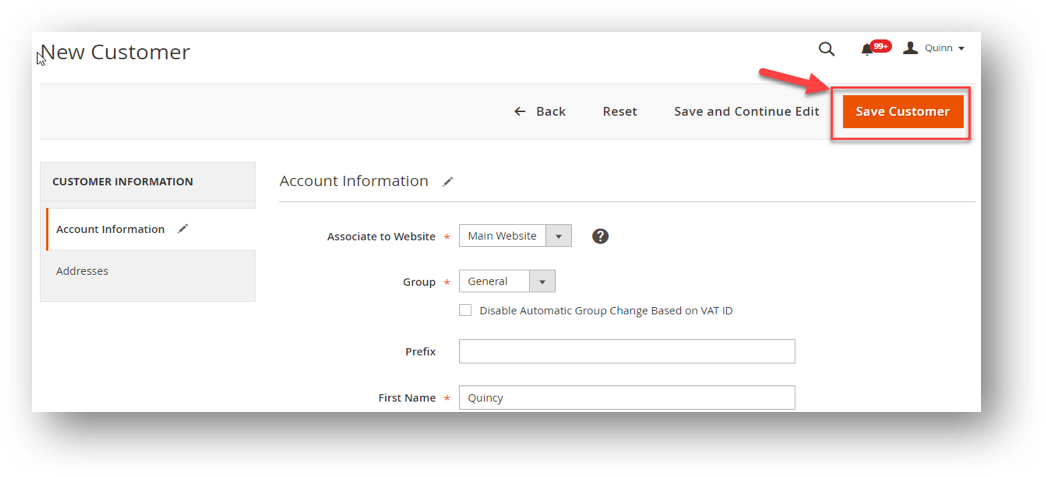 New Customer
99+
Quinn
Back
Reset
Save and Continue Edit
Save Customer
CUSTOMER INFORMATION
Account Information
Addresses
Account Information
Associate to Website *
Main Website
?
Group *
General
Disable Automatic Group Change Based on VAT ID
Prefix
First Name *
Quincy